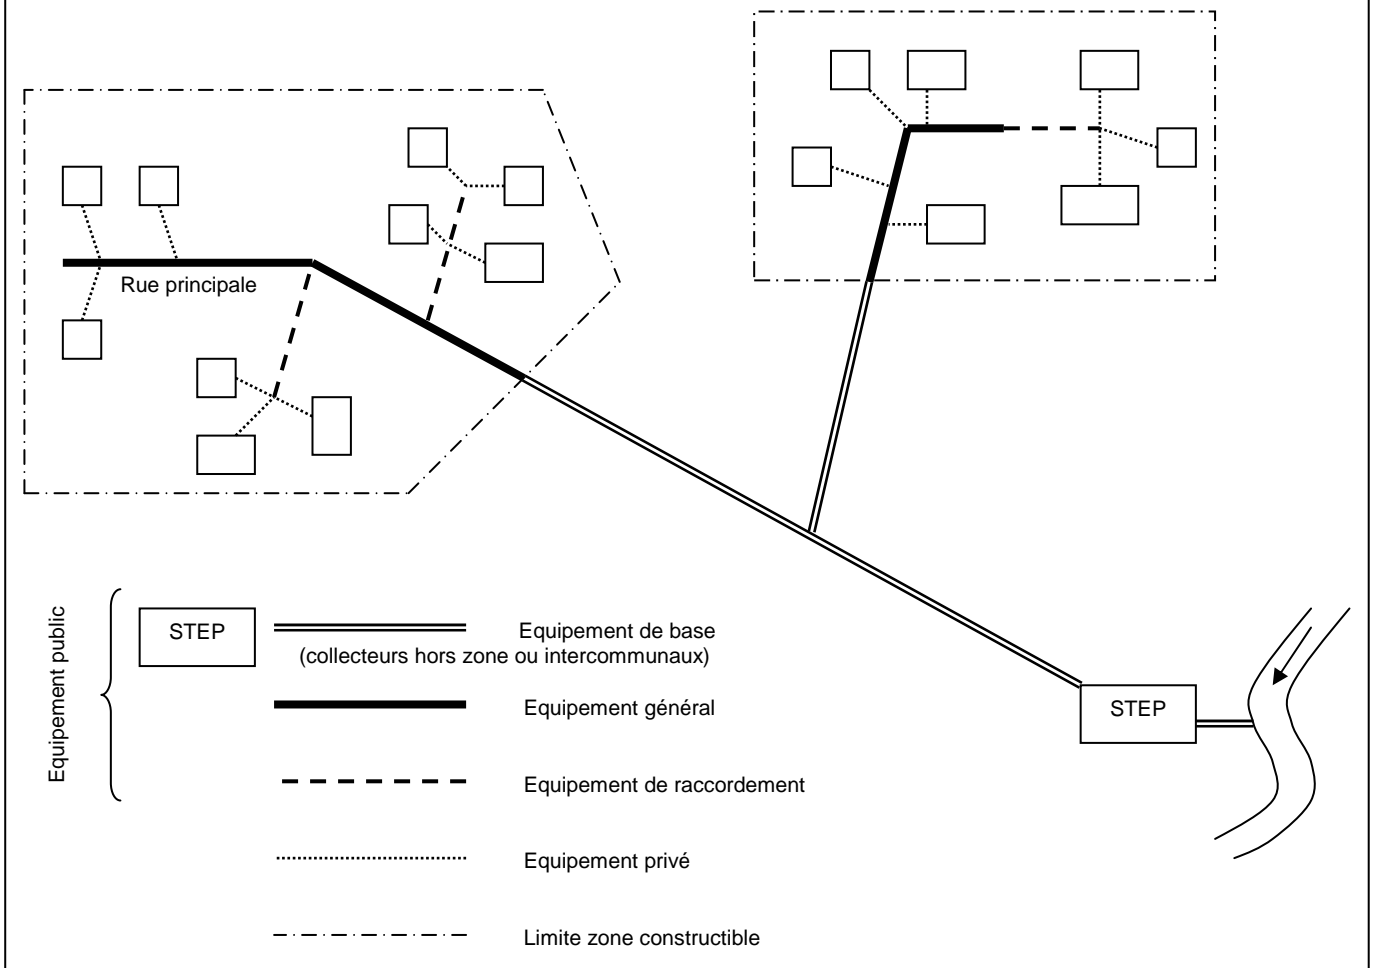 Rue principale
Equipement public
STEP
Equipement de base
(collecteurs hors zone ou intercommunaux)
Equipement général
STEP
Equipement de raccordement
Equipement privé
Limite zone constructible